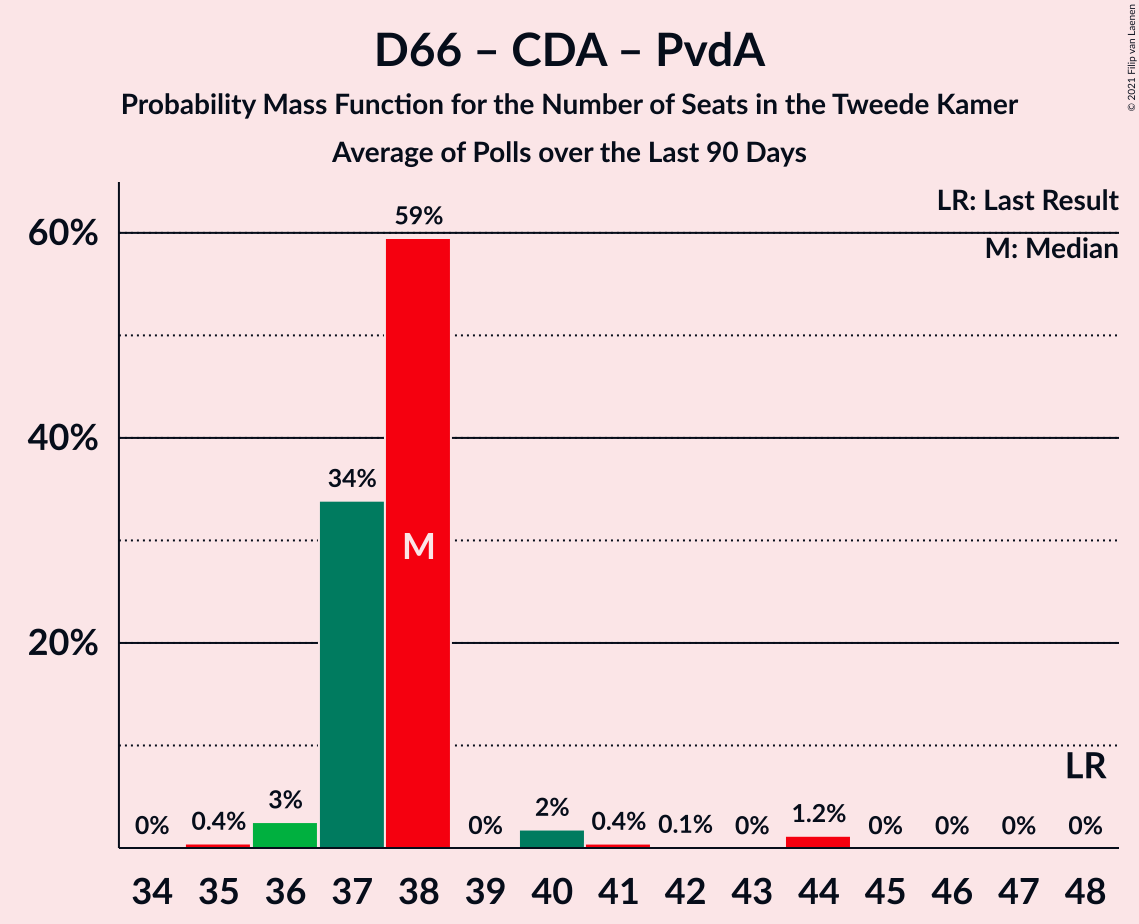 D66 – CDA – PvdA
Probability Mass Function for the Number of Seats in the Tweede Kamer
Average of Polls over the Last 90 Days
© 2021 Filip van Laenen
LR: Last Result
M: Median
60%
40%
20%
0% 0.4% 3% 34% 59% 0% 2% 0.4% 0.1% 0% 1.2% 0% 0% 0% 0%
M
LR
34 35 36 37 38 39 40 41 42 43 44 45 46 47 48